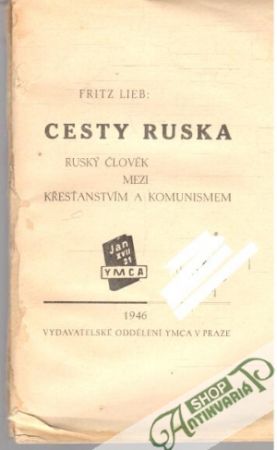 FRITZ LIEB:
CESTY RUSKA
RUSKÝ ČLOVĚK
MEZI
KŘESŤANSTVÍM A KOMUNISMEM
Jan
XVII
21
YMCA
1946
VYDAVATELSKÉ ODDĚLENÍ YMCA V PRAZE
SHOP
ANTIKVARIÁT